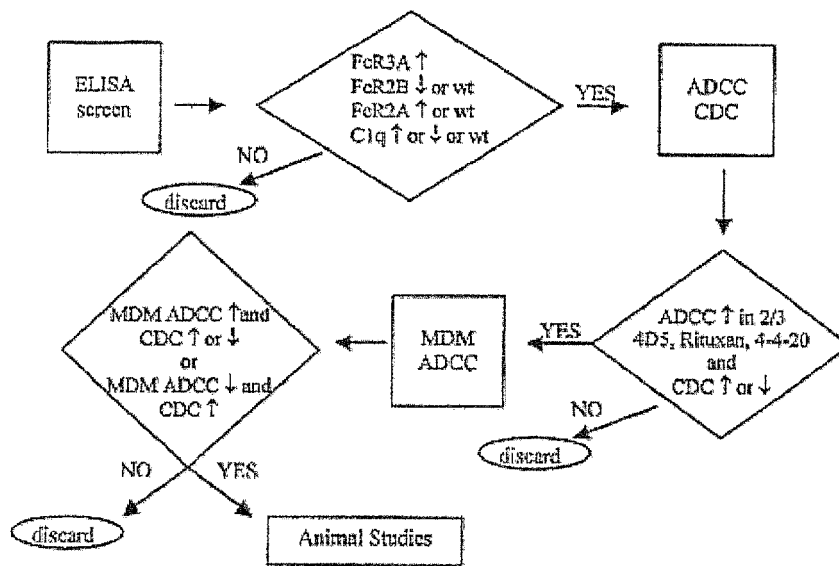 ELISA
screen
FcR3A ↑
FcR2B ↓ or wt
FcR2A ↑ or wt
C1q ↑ or ↓ or wt
YES
ADCC
CDC
NO
discard
ADCC ↑ in 2/3
4D5, Rituxan, 4-4-20
and
CDC ↑ or ↓
YES
NO
discard
MDM
ADCC
MDM ADCC ↑ and
CDC ↑ or ↓
or
MDM ADCC ↓ and
CDC ↑
NO
YES
discard
Animal Studies